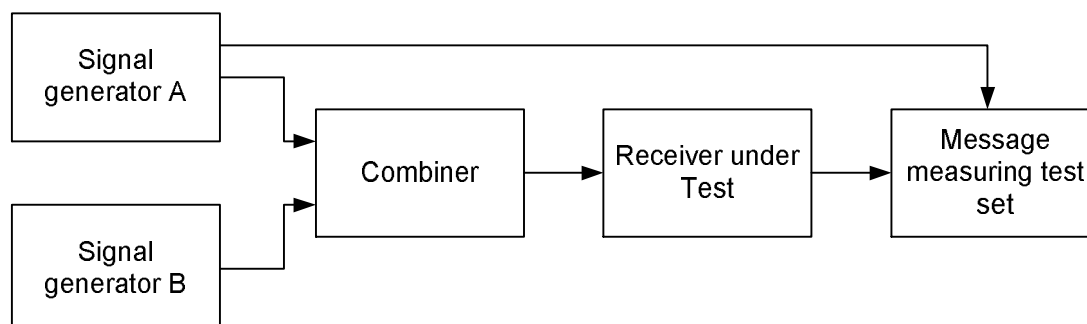 Signal
generator A
Combiner
Receiver under
Test
Message
measuring test
set
Signal
generator B